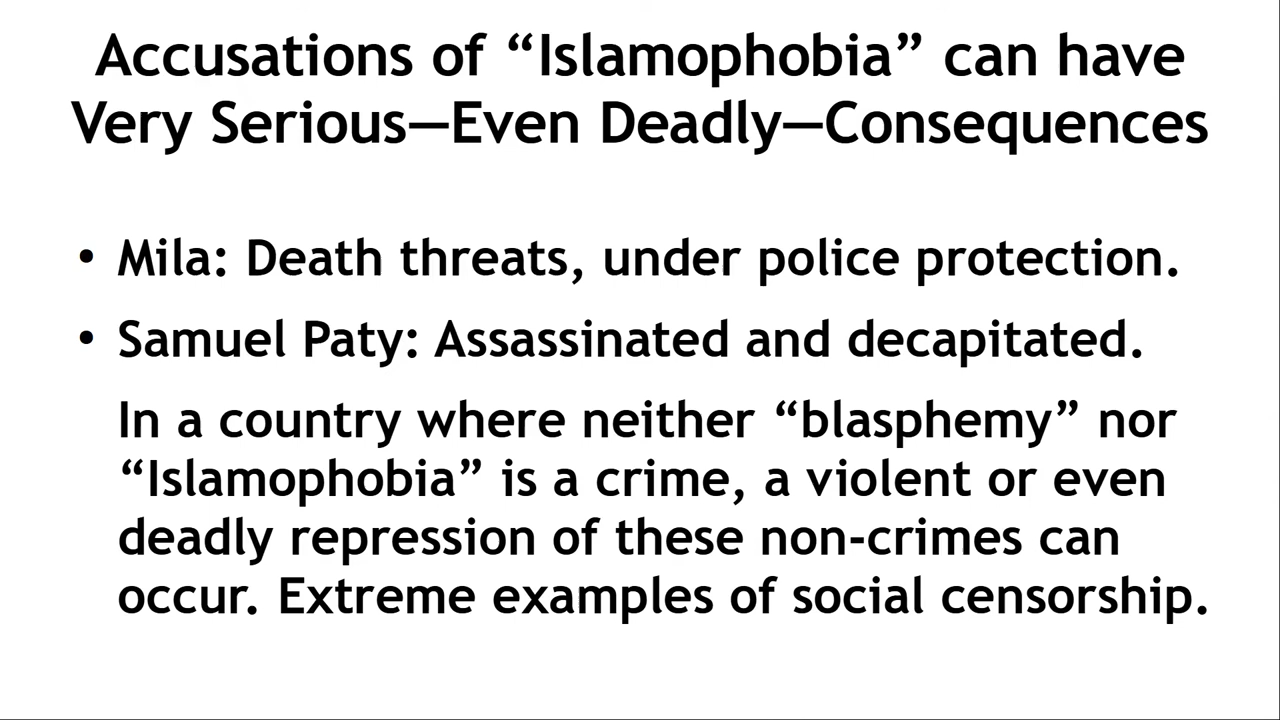 Accusations of “Islamophobia” can have
Very Serious—Even Deadly—Consequences
• Mila: Death threats, under police protection.
• Samuel Paty: Assassinated and decapitated.
In a country where neither “blasphemy” nor
“Islamophobia” is a crime, a violent or even
deadly repression of these non-crimes can
occur. Extreme examples of social censorship.